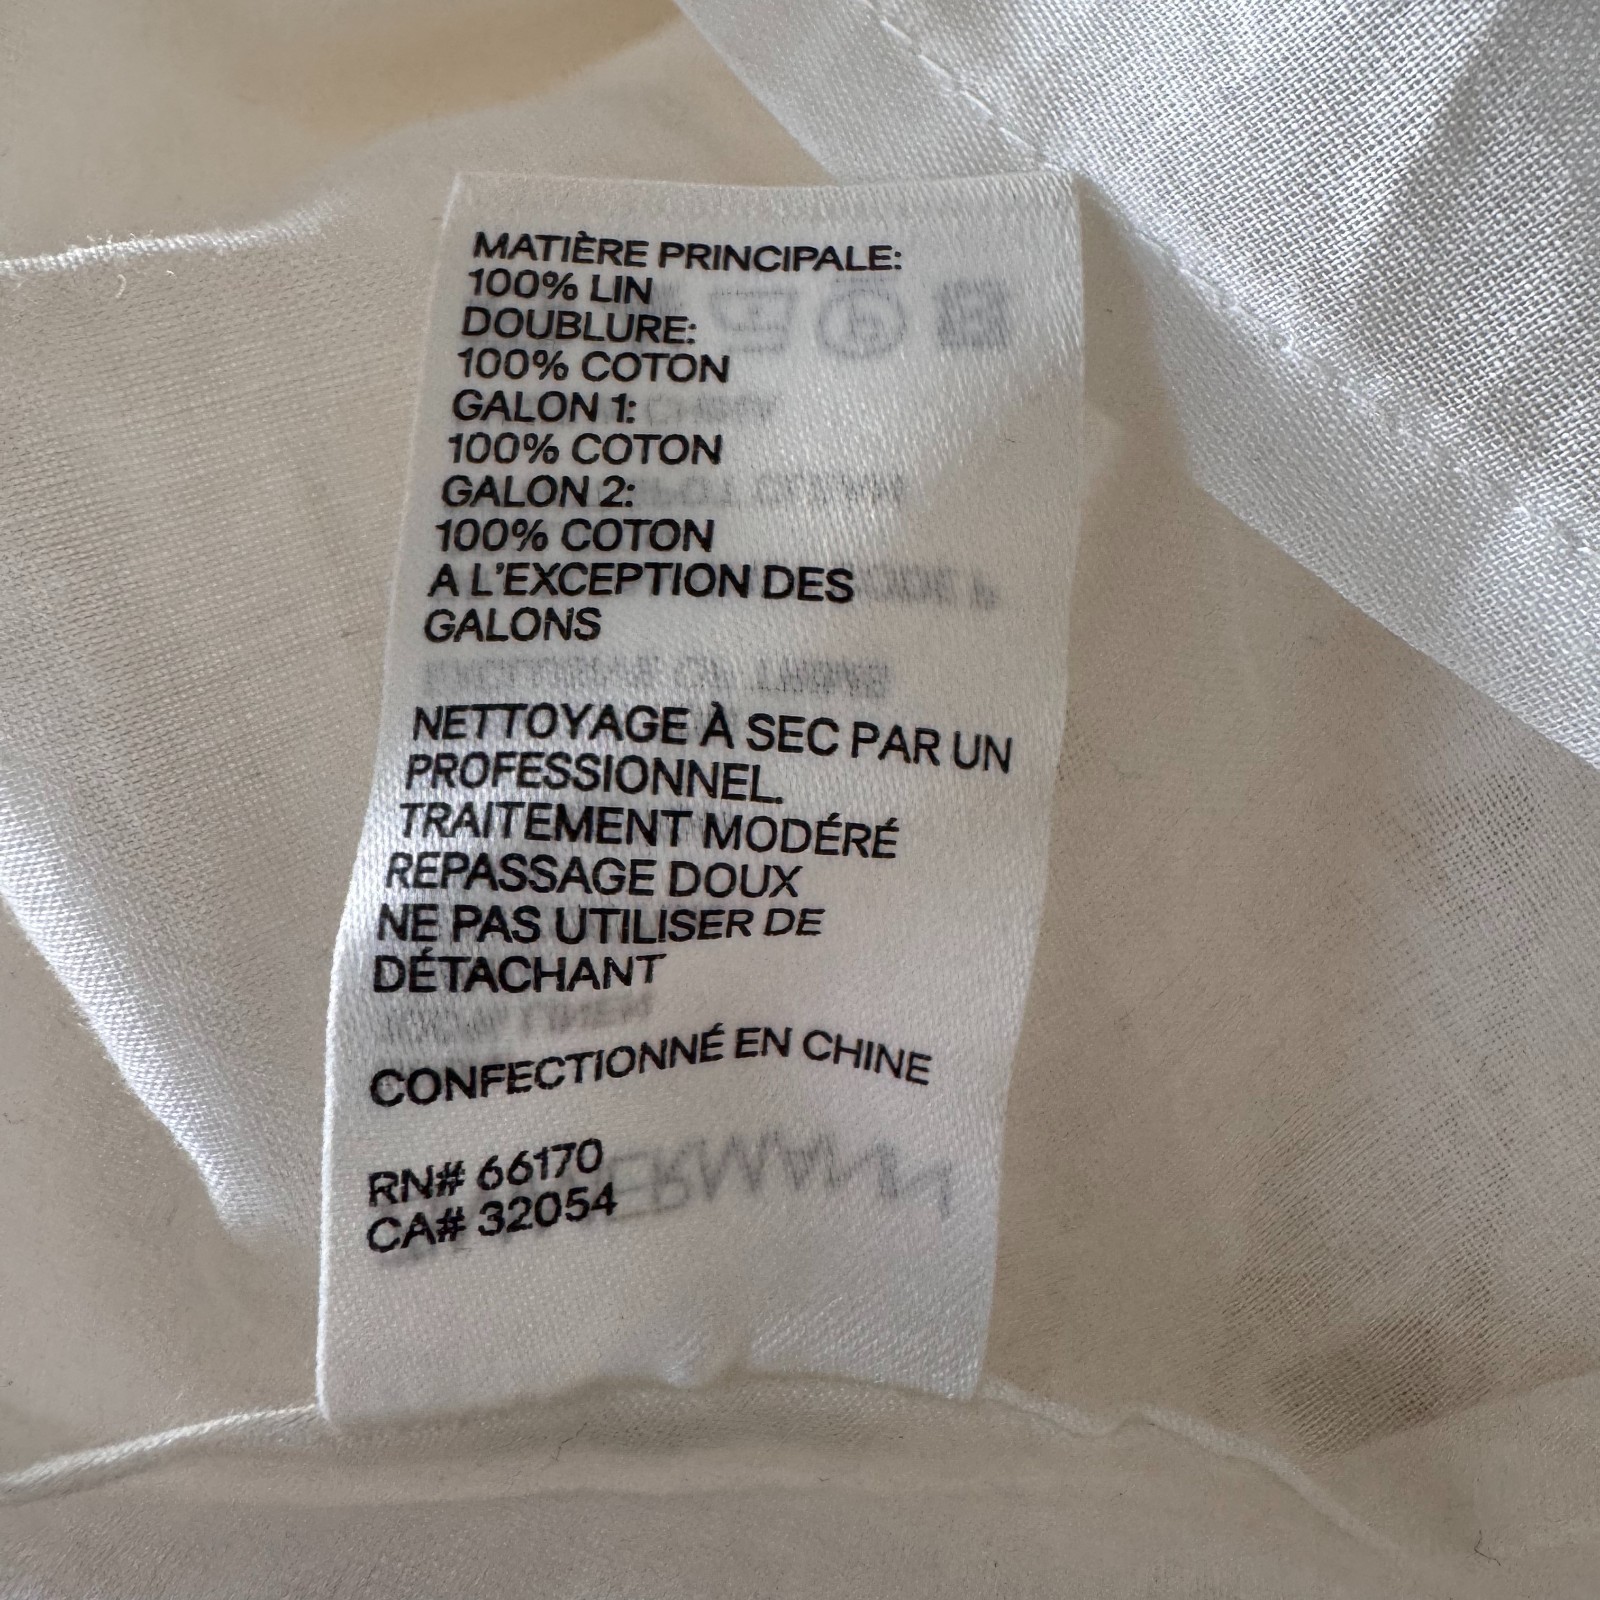 MATIÈRE PRINCIPALE:
100% LIN
DOUBLURE:
100% COTON
GALON 1:
100% COTON
GALON 2:
100% COTON
A L'EXCEPTION DES
GALONS
NETTOYAGE À SEC PAR UN
PROFESSIONNEL.
TRAITEMENT MODÉRÉ
REPASSAGE DOUX
NE PAS UTILISER DE
DÉTACHANT
CONFECTIONNÉ EN CHINE
RN# 66170
CA# 32054